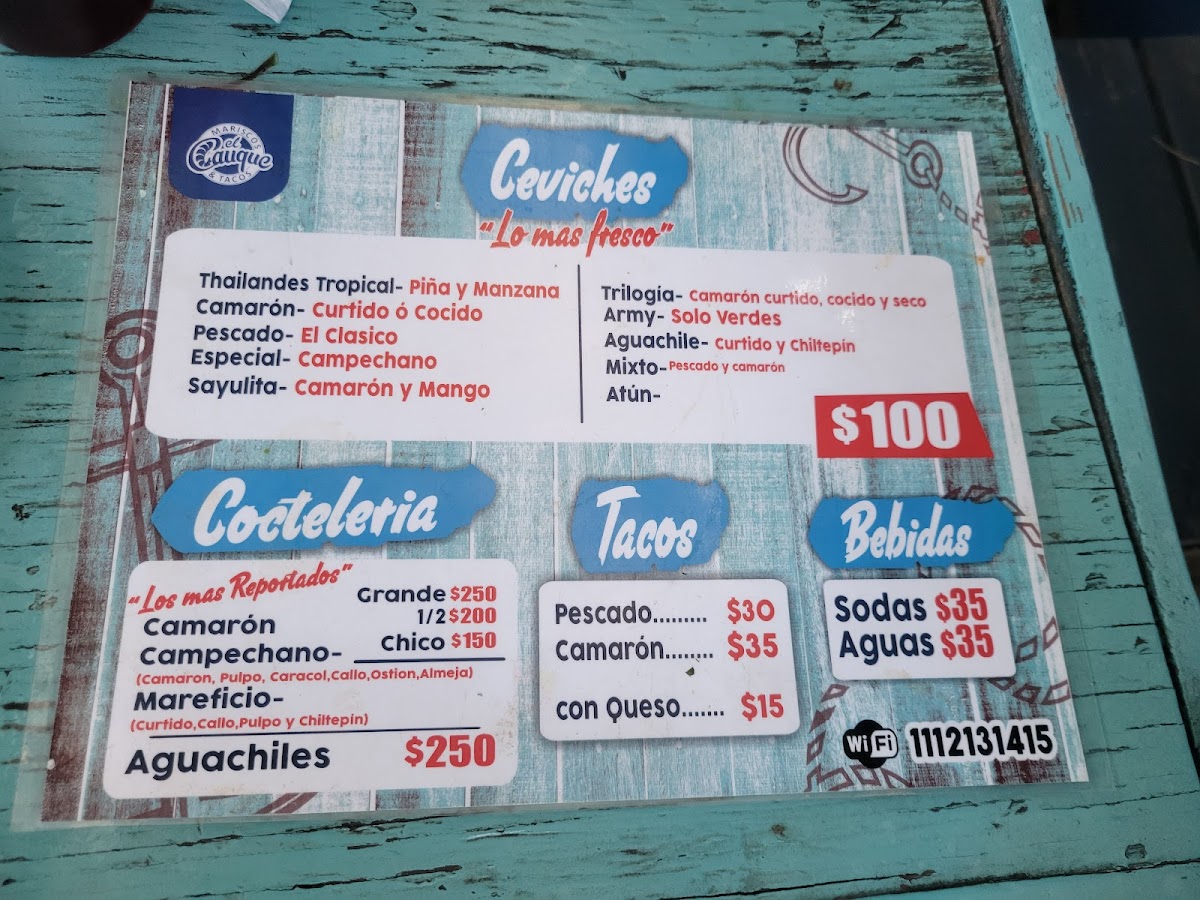 MARISCOS
el
Cauque
& TACOS
Ceviches
"Lo mas fresco"
Thailandes Tropical- Piña y Manzana
Camarón- Curtido ó Cocido
Pescado- El Clasico
Especial- Campechano
Sayulita- Camarón y Mango
Trilogía- Camarón curtido, cocido y seco
Army- Solo Verdes
Aguachile- Curtido y Chiltepín
Mixto- Pescado y camarón
Atún-
$100
Cocteleria
"Los mas Reportados"
Grande $250
1/2 $200
Chico $150
Camarón
Campechano-
(Camaron, Pulpo, Caracol,Callo,Ostion,Almeja)
Mareficio-
(Curtido,Callo,Pulpo y Chiltepín)
Aguachiles $250
Tacos
Pescado......... $30
Camarón........ $35
con Queso....... $15
Bebidas
Sodas $35
Aguas $35
WiFi 1112131415